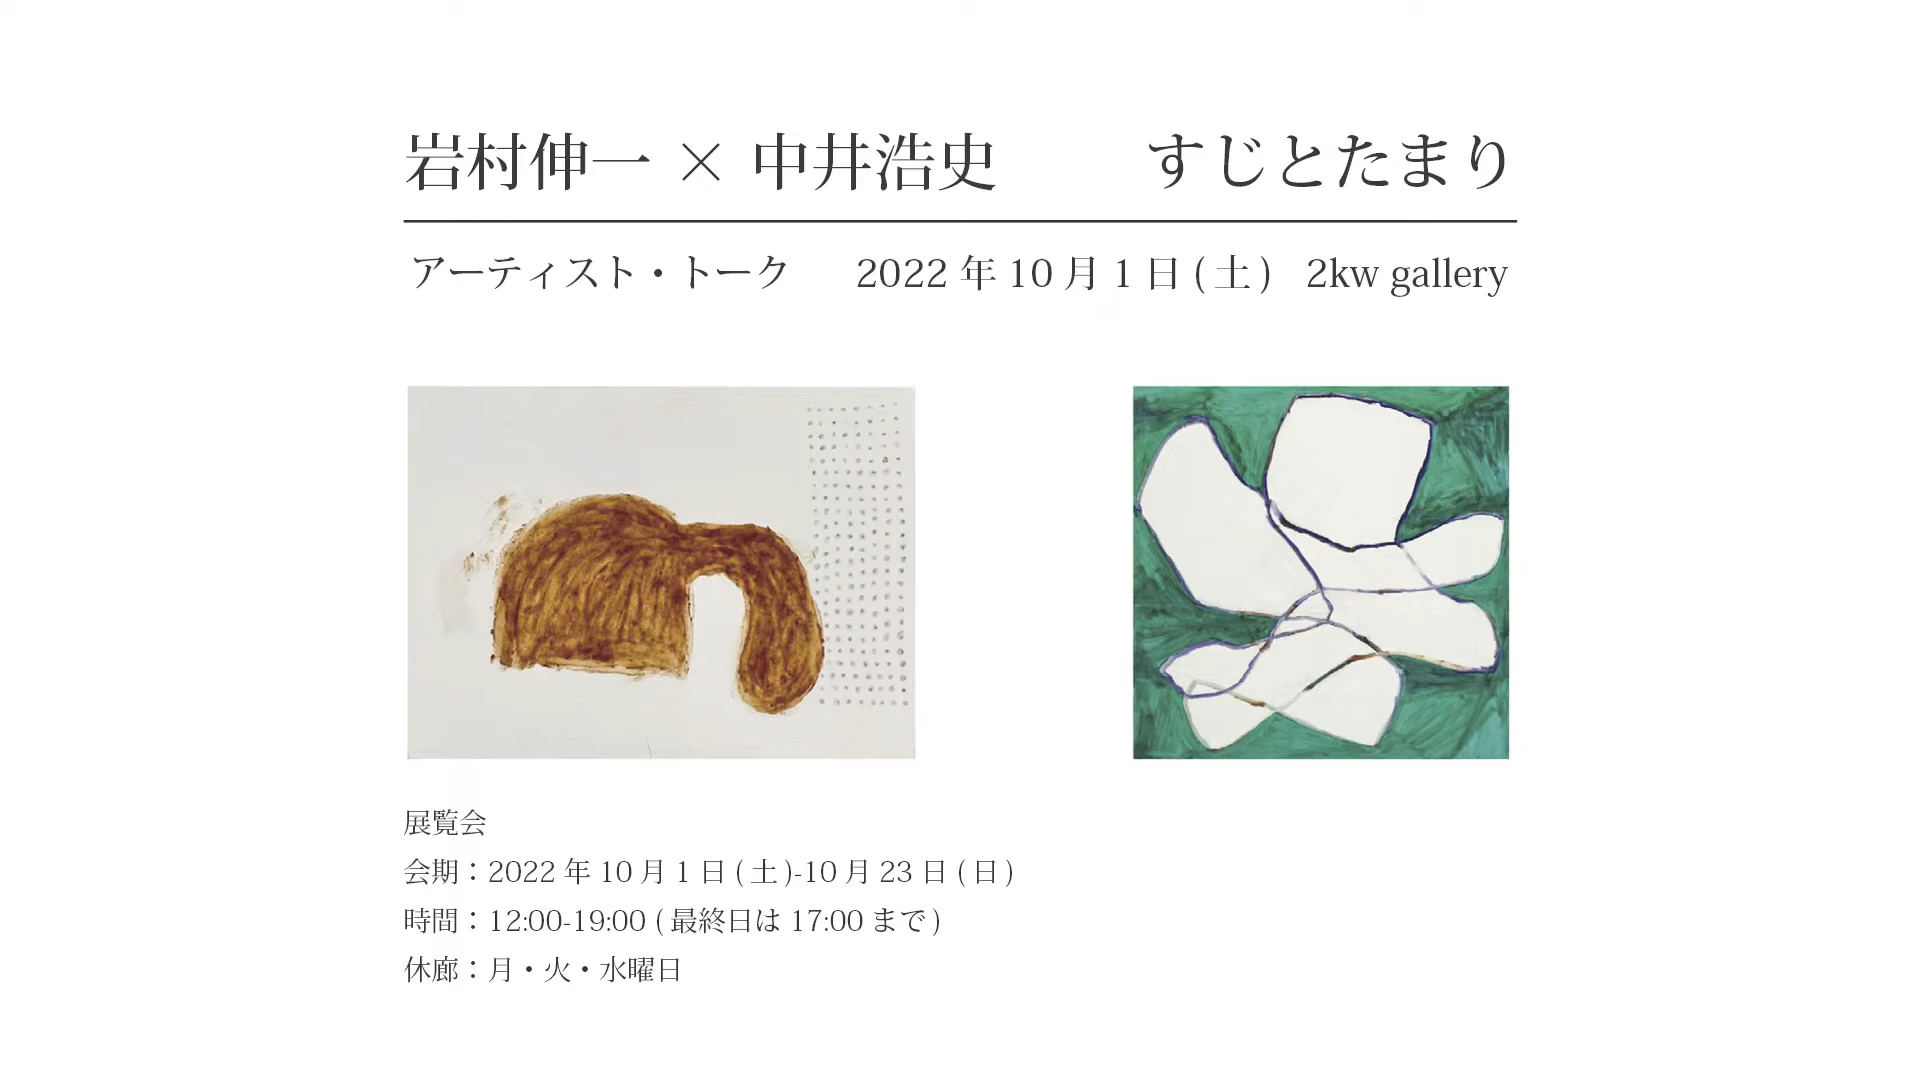 岩村伸一 × 中井浩史　すじとたまり
アーティスト・トーク　2022 年 10 月 1 日 ( 土 )　2kw gallery
展覧会
会期：2022 年 10 月 1 日 ( 土 )-10 月 23 日 ( 日 )
時間：12:00-19:00 ( 最終日は 17:00 まで )
休廊：月・火・水曜日